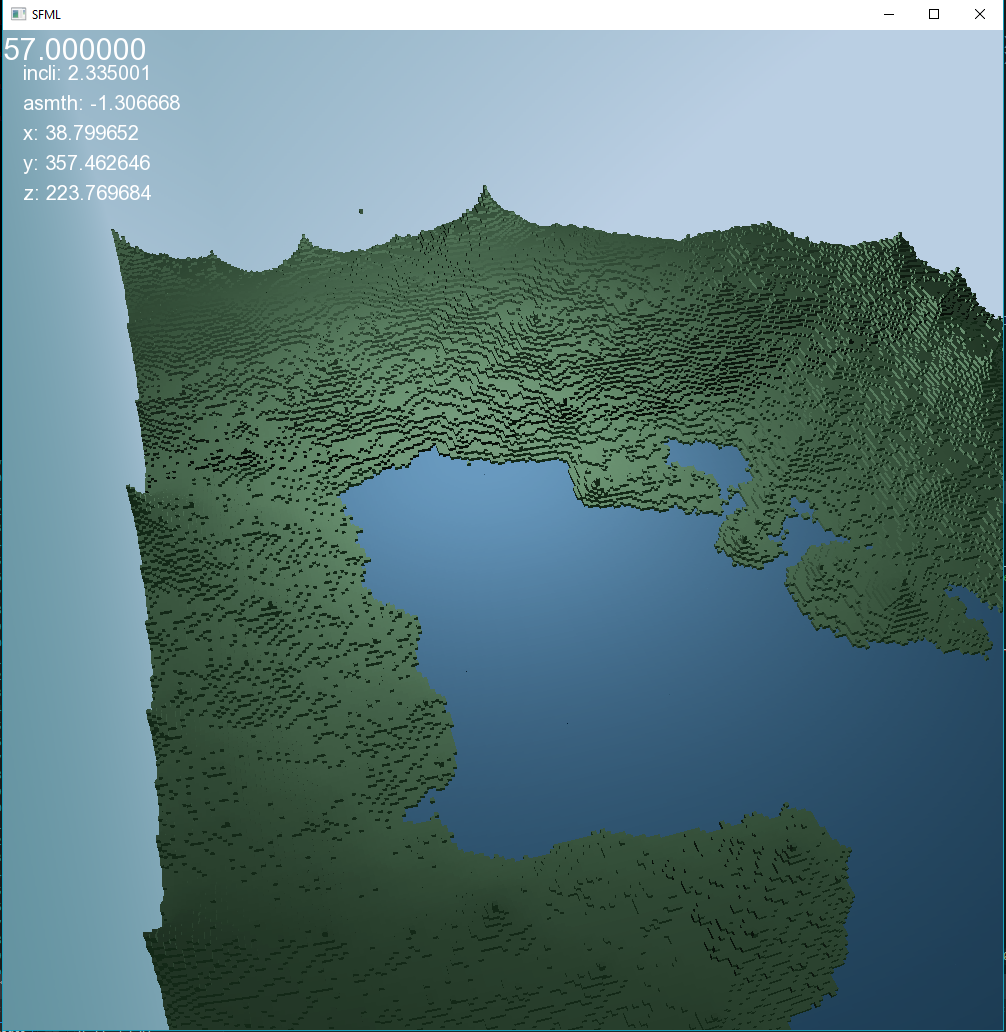 SFML
57.000000
incli: 2.335001
asmth: -1.306668
x: 38.799652
y: 357.462646
z: 223.769684